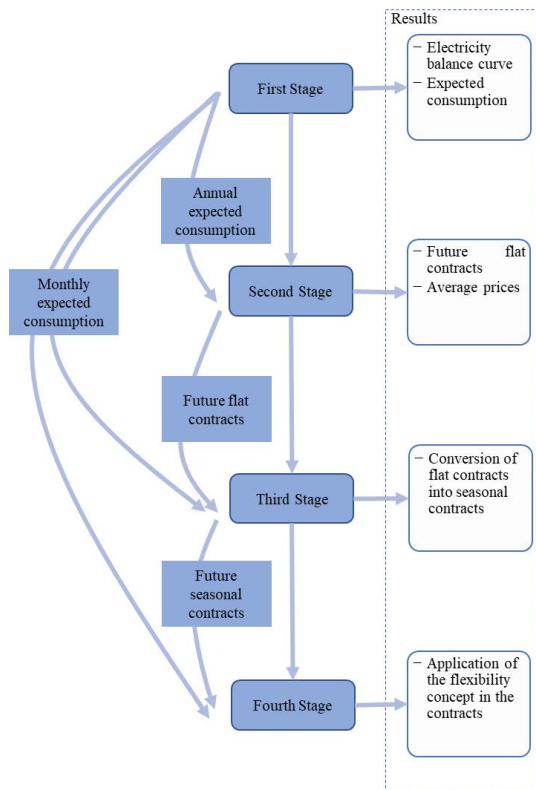 Results
First Stage
– Electricity
balance curve
– Expected
consumption
Annual
expected
consumption
Monthly
expected
consumption
Second Stage
– Future flat
contracts
– Average prices
Future flat
contracts
Third Stage
– Conversion of
flat contracts
into seasonal
contracts
Future
seasonal
contracts
Fourth Stage
– Application of
the flexibility
concept in the
contracts